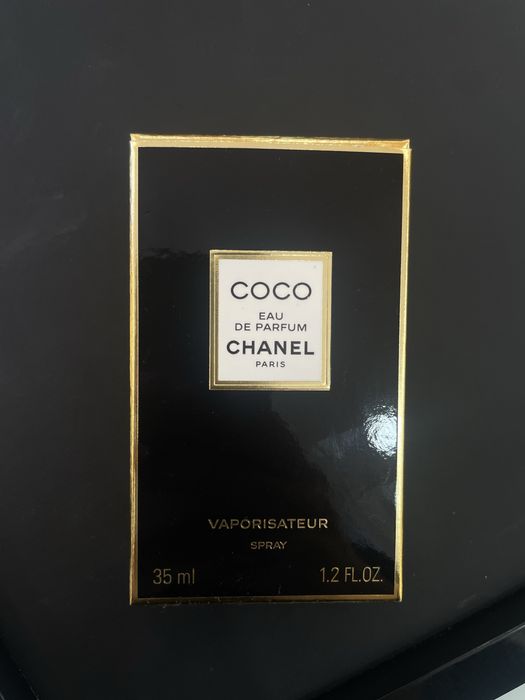 COCO
EAU
DE PARFUM
CHANEL
PARIS
VAPORISATEUR
SPRAY
35 ml 1.2 FL.OZ.